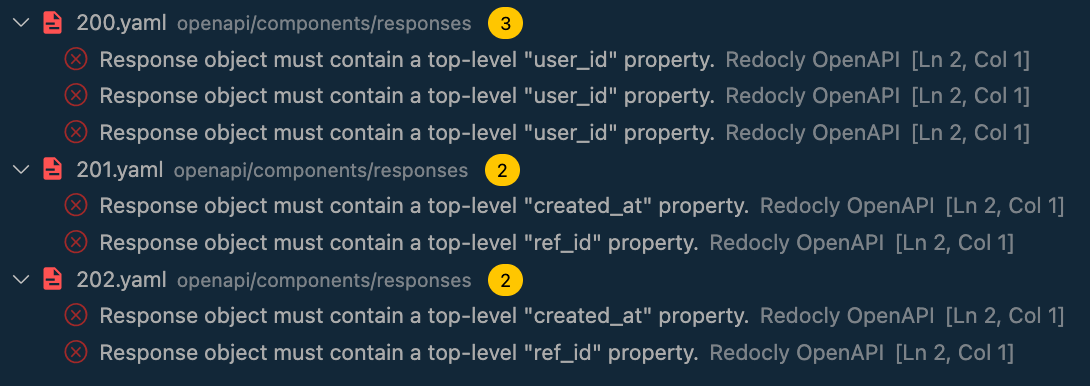 200.yaml openapi/components/responses 3
Response object must contain a top-level "user_id" property. Redocly OpenAPI [Ln 2, Col 1]
Response object must contain a top-level "user_id" property. Redocly OpenAPI [Ln 2, Col 1]
Response object must contain a top-level "user_id" property. Redocly OpenAPI [Ln 2, Col 1]
201.yaml openapi/components/responses 2
Response object must contain a top-level "created_at" property. Redocly OpenAPI [Ln 2, Col 1]
Response object must contain a top-level "ref_id" property. Redocly OpenAPI [Ln 2, Col 1]
202.yaml openapi/components/responses 2
Response object must contain a top-level "created_at" property. Redocly OpenAPI [Ln 2, Col 1]
Response object must contain a top-level "ref_id" property. Redocly OpenAPI [Ln 2, Col 1]